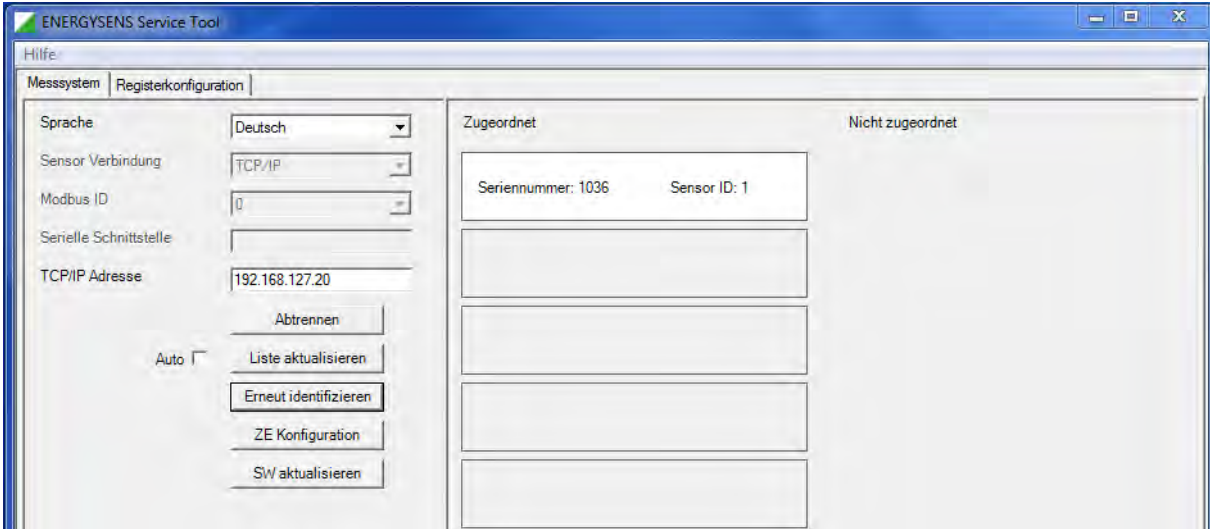 ENERGYSENS Service Tool
Hilfe
Messsystem Registerkonfiguration
Sprache Deutsch
Sensor Verbindung TCP/IP
Modbus ID 0
Serielle Schnittstelle
TCP/IP Adresse 192.168.127.20
Abtrennen
Auto Liste aktualisieren
Erneut identifizieren
ZE Konfiguration
SW aktualisieren
Zugeordnet
Seriennummer: 1036 Sensor ID: 1
Nicht zugeordnet